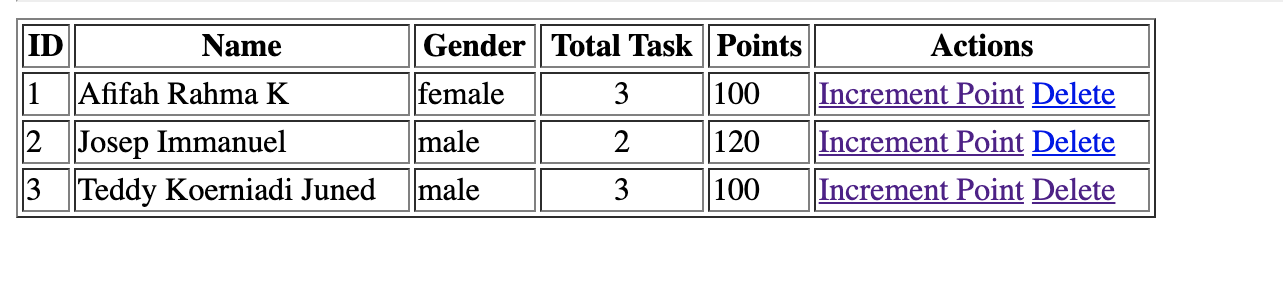 ID Name Gender Total Task Points Actions
1 Afifah Rahma K female 3 100 Increment Point Delete
2 Josep Immanuel male 2 120 Increment Point Delete
3 Teddy Koerniadi Juned male 3 100 Increment Point Delete